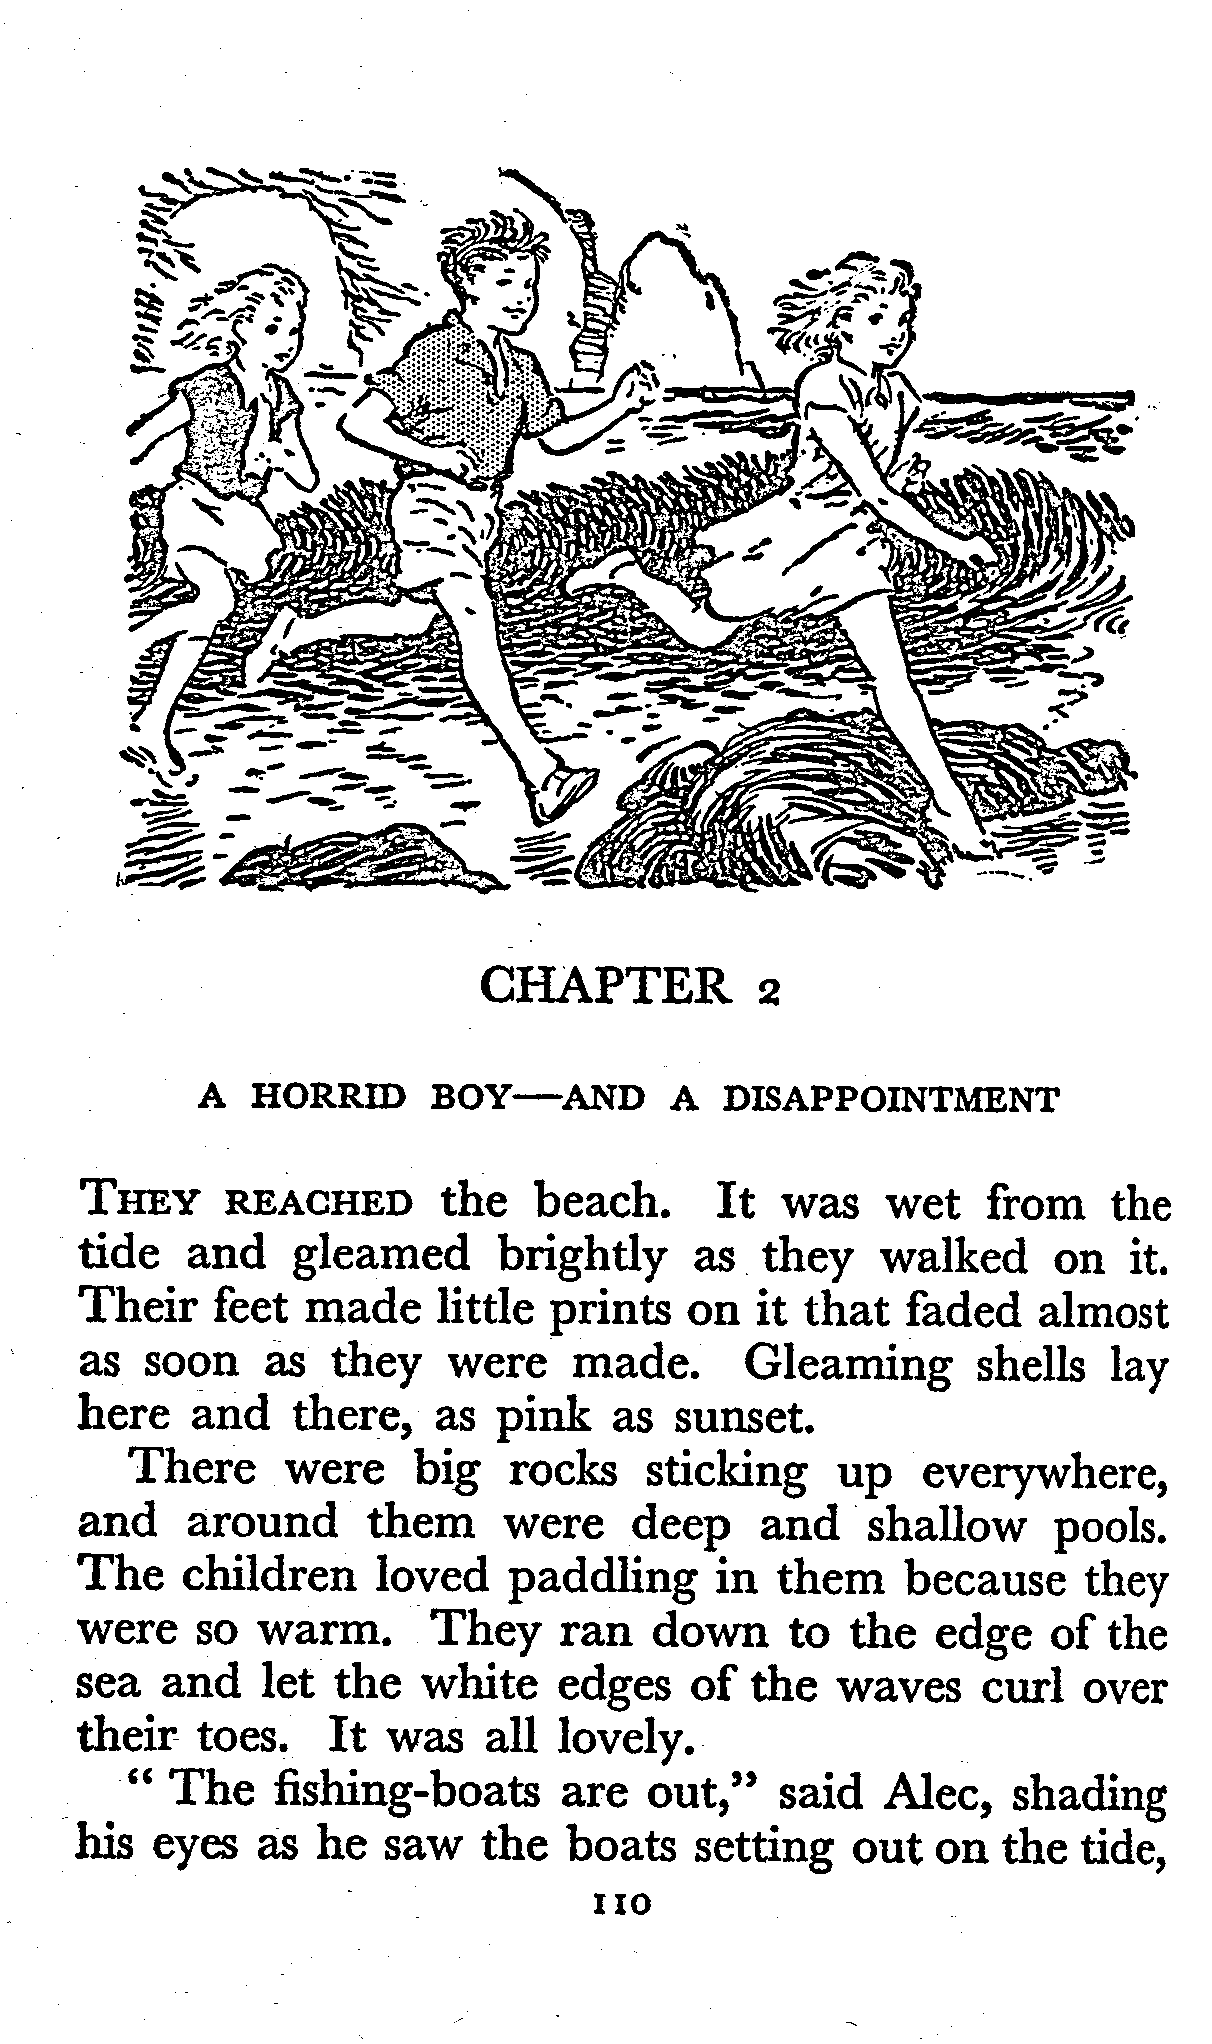 CHAPTER 2
A HORRID BOY—AND A DISAPPOINTMENT
THEY REACHED the beach. It was wet from the
tide and gleamed brightly as they walked on it.
Their feet made little prints on it that faded almost
as soon as they were made. Gleaming shells lay
here and there, as pink as sunset.
There were big rocks sticking up everywhere,
and around them were deep and shallow pools.
The children loved paddling in them because they
were so warm. They ran down to the edge of the
sea and let the white edges of the waves curl over
their toes. It was all lovely.
“ The fishing-boats are out,” said Alec, shading
his eyes as he saw the boats setting out on the tide,
110